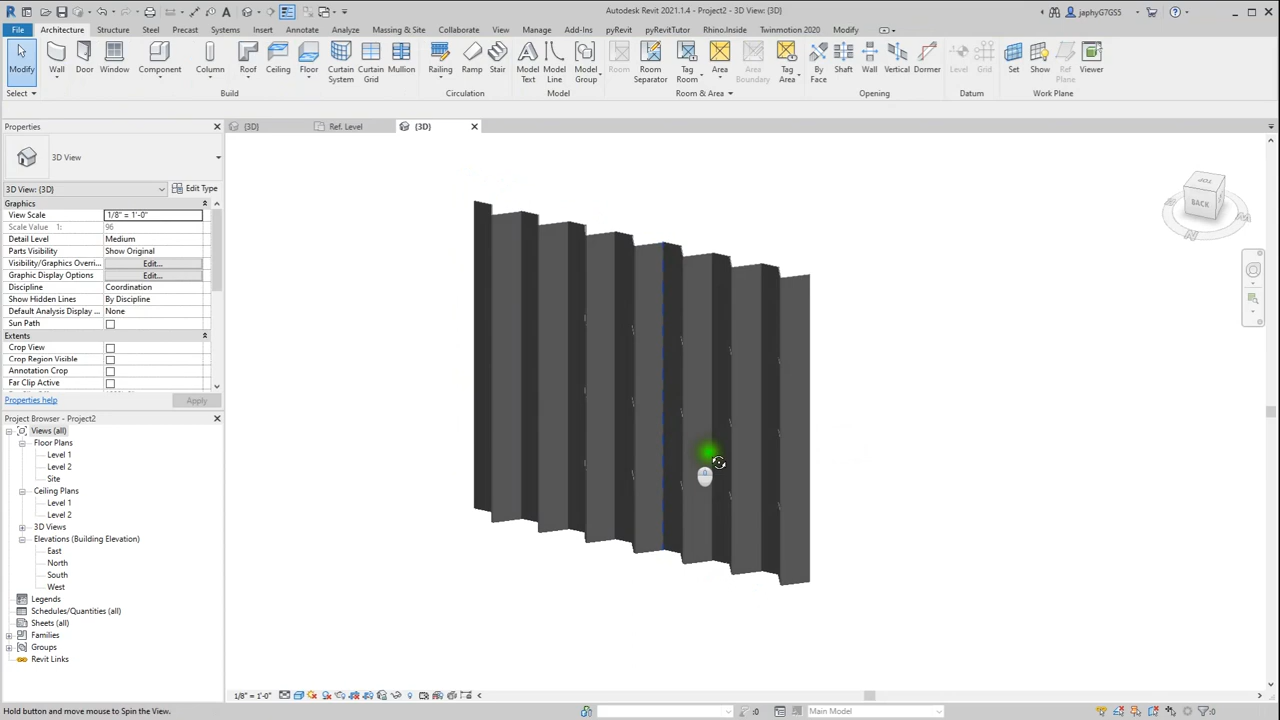 Autodesk Revit 2021.1.4 - Project2 - 3D View: {3D}
japhyG7GS5
File Architecture Structure Steel Precast Systems Insert Annotate Analyze Massing & Site Collaborate View Manage Add-Ins pyRevit pyRevitTutor Rhino.Inside Twinmotion 2020 Modify
Modify Wall Door Window Component Column Roof Ceiling Floor Curtain System Curtain Grid Mullion Railing Ramp Stair Model Text Model Line Model Group Room Room Separator Tag Room Area Area Boundary Tag Area By Face Shaft Wall Vertical Dormer Level Grid Set Show Ref Plane Viewer
Select Build Circulation Model Room & Area Opening Datum Work Plane
Properties
{3D} Ref. Level {3D}
3D View
3D View: {3D} Edit Type
Graphics
View Scale 1/8" = 1'-0"
Scale Value 1: 96
Detail Level Medium
Parts Visibility Show Original
Visibility/Graphics Overri... Edit...
Graphic Display Options Edit...
Discipline Coordination
Show Hidden Lines By Discipline
Default Analysis Display ... None
Sun Path
Extents
Crop View
Crop Region Visible
Annotation Crop
Far Clip Active
Properties help Apply
Project Browser - Project2
Views (all)
Floor Plans
Level 1
Level 2
Site
Ceiling Plans
Level 1
Level 2
3D Views
Elevations (Building Elevation)
East
North
South
West
Legends
Schedules/Quantities (all)
Sheets (all)
Families
Groups
Revit Links
TOP
BACK
N
1/8" = 1'-0"
Hold button and move mouse to Spin the View.
:0
Main Model
:0